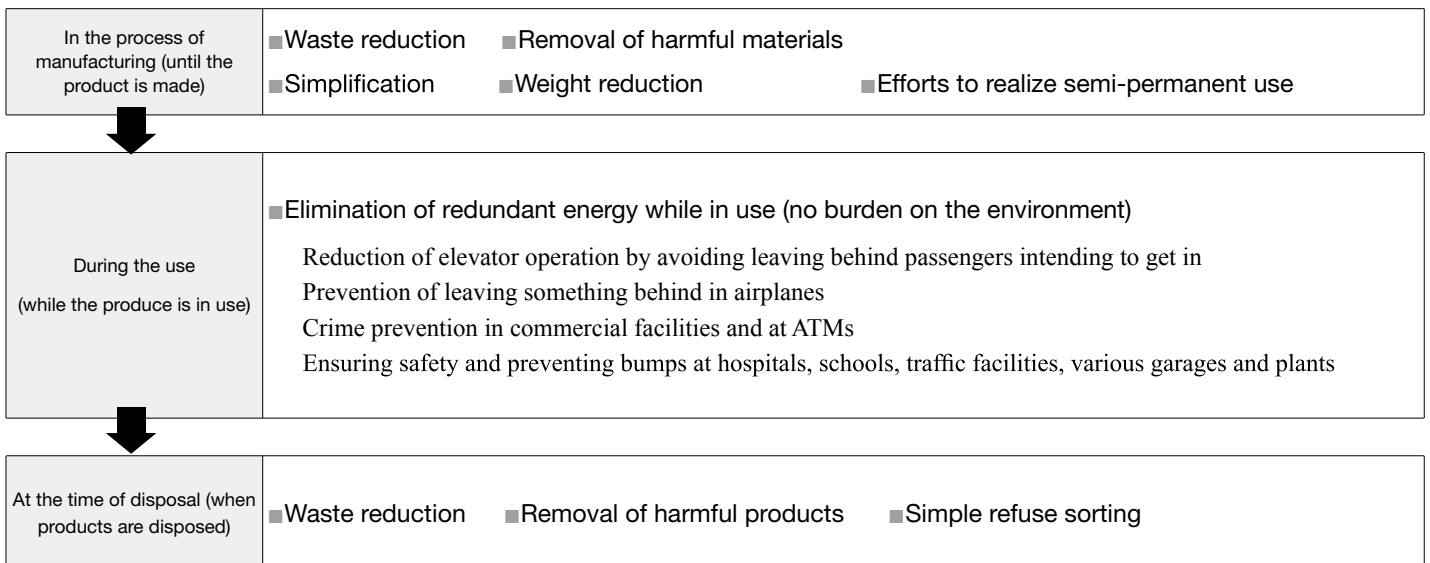 In the process of
manufacturing (until the
product is made)
■Waste reduction ■Removal of harmful materials
■Simplification ■Weight reduction ■Efforts to realize semi-permanent use
During the use
(while the produce is in use)
■Elimination of redundant energy while in use (no burden on the environment)
Reduction of elevator operation by avoiding leaving behind passengers intending to get in
Prevention of leaving something behind in airplanes
Crime prevention in commercial facilities and at ATMs
Ensuring safety and preventing bumps at hospitals, schools, traffic facilities, various garages and plants
At the time of disposal (when
products are disposed)
■Waste reduction ■Removal of harmful products ■Simple refuse sorting